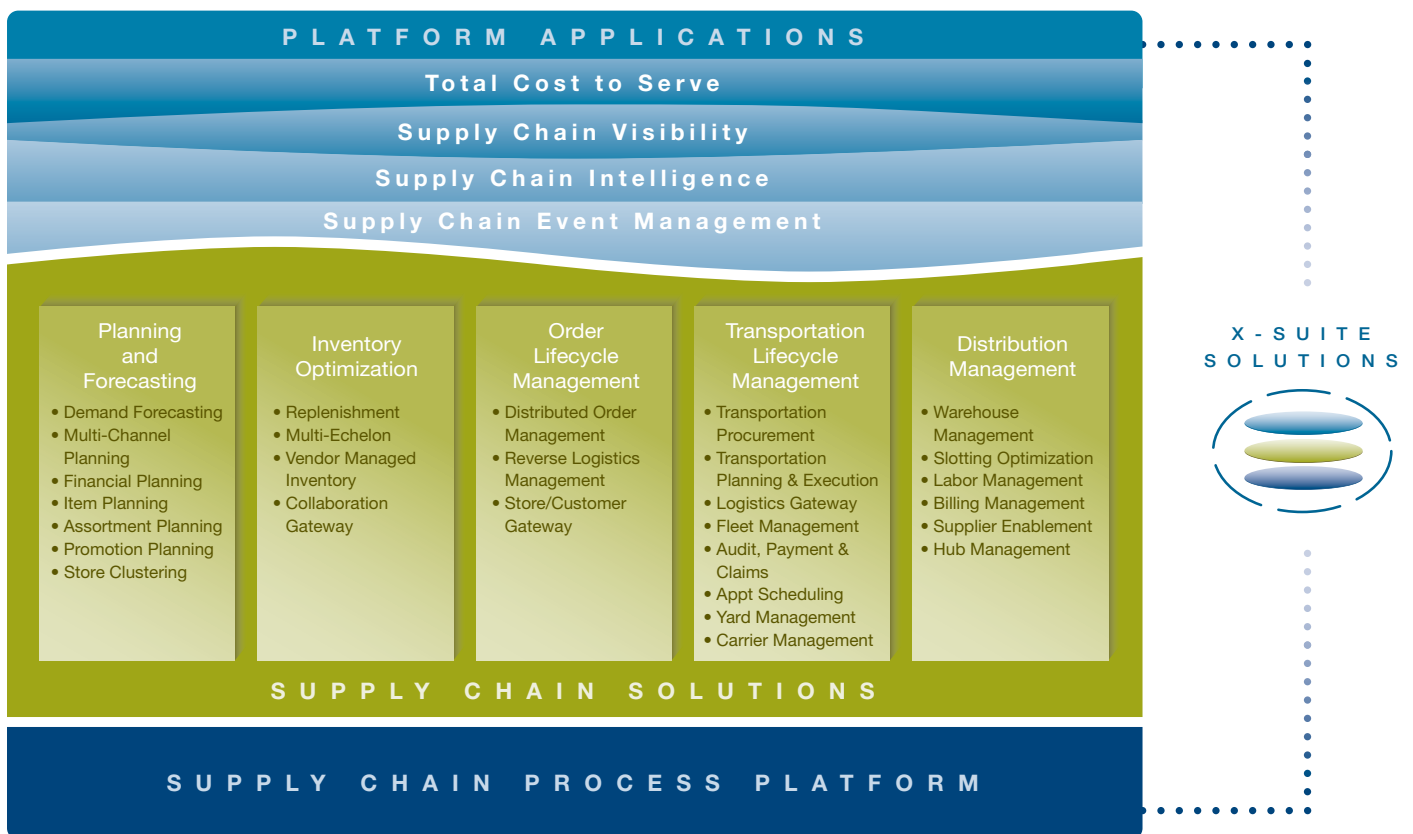 PLATFORM APPLICATIONS
Total Cost to Serve
Supply Chain Visibility
Supply Chain Intelligence
Supply Chain Event Management
Planning
and
Forecasting
• Demand Forecasting
• Multi-Channel
Planning
• Financial Planning
• Item Planning
• Assortment Planning
• Promotion Planning
• Store Clustering
Inventory
Optimization
• Replenishment
• Multi-Echelon
• Vendor Managed
Inventory
• Collaboration
Gateway
Order
Lifecycle
Management
• Distributed Order
Management
• Reverse Logistics
Management
• Store/Customer
Gateway
Transportation
Lifecycle
Management
• Transportation
Procurement
• Transportation
Planning & Execution
• Logistics Gateway
• Fleet Management
• Audit, Payment &
Claims
• Appt Scheduling
• Yard Management
• Carrier Management
Distribution
Management
• Warehouse
Management
• Slotting Optimization
• Labor Management
• Billing Management
• Supplier Enablement
• Hub Management
SUPPLY CHAIN SOLUTIONS
SUPPLY CHAIN PROCESS PLATFORM
X-SUITE
SOLUTIONS